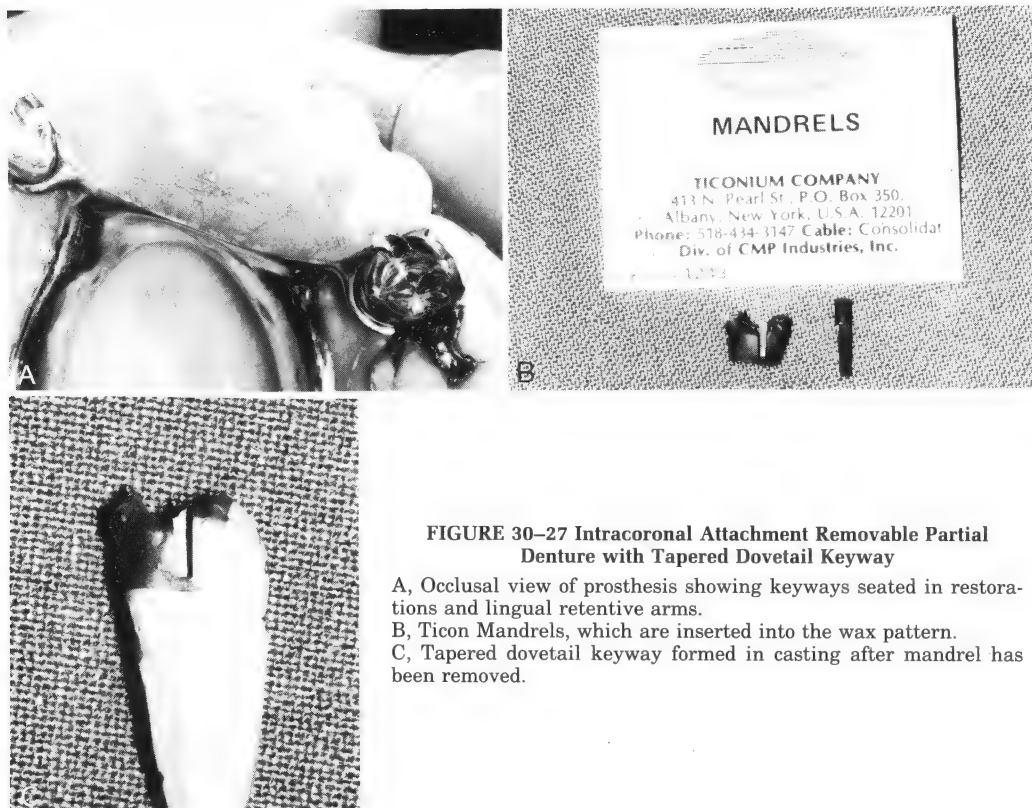 A
B
MANDRELS
TICONIUM COMPANY
413 N. Pearl St., P.O. Box 350.
Albany, New York, U.S.A. 12201
Phone: 518-434-3147 Cable: Consolidat
Div. of CMP Industries, Inc.
C
FIGURE 30–27 Intracoronal Attachment Removable Partial
Denture with Tapered Dovetail Keyway
A, Occlusal view of prosthesis showing keyways seated in restora-
tions and lingual retentive arms.
B, Ticon Mandrels, which are inserted into the wax pattern.
C, Tapered dovetail keyway formed in casting after mandrel has
been removed.